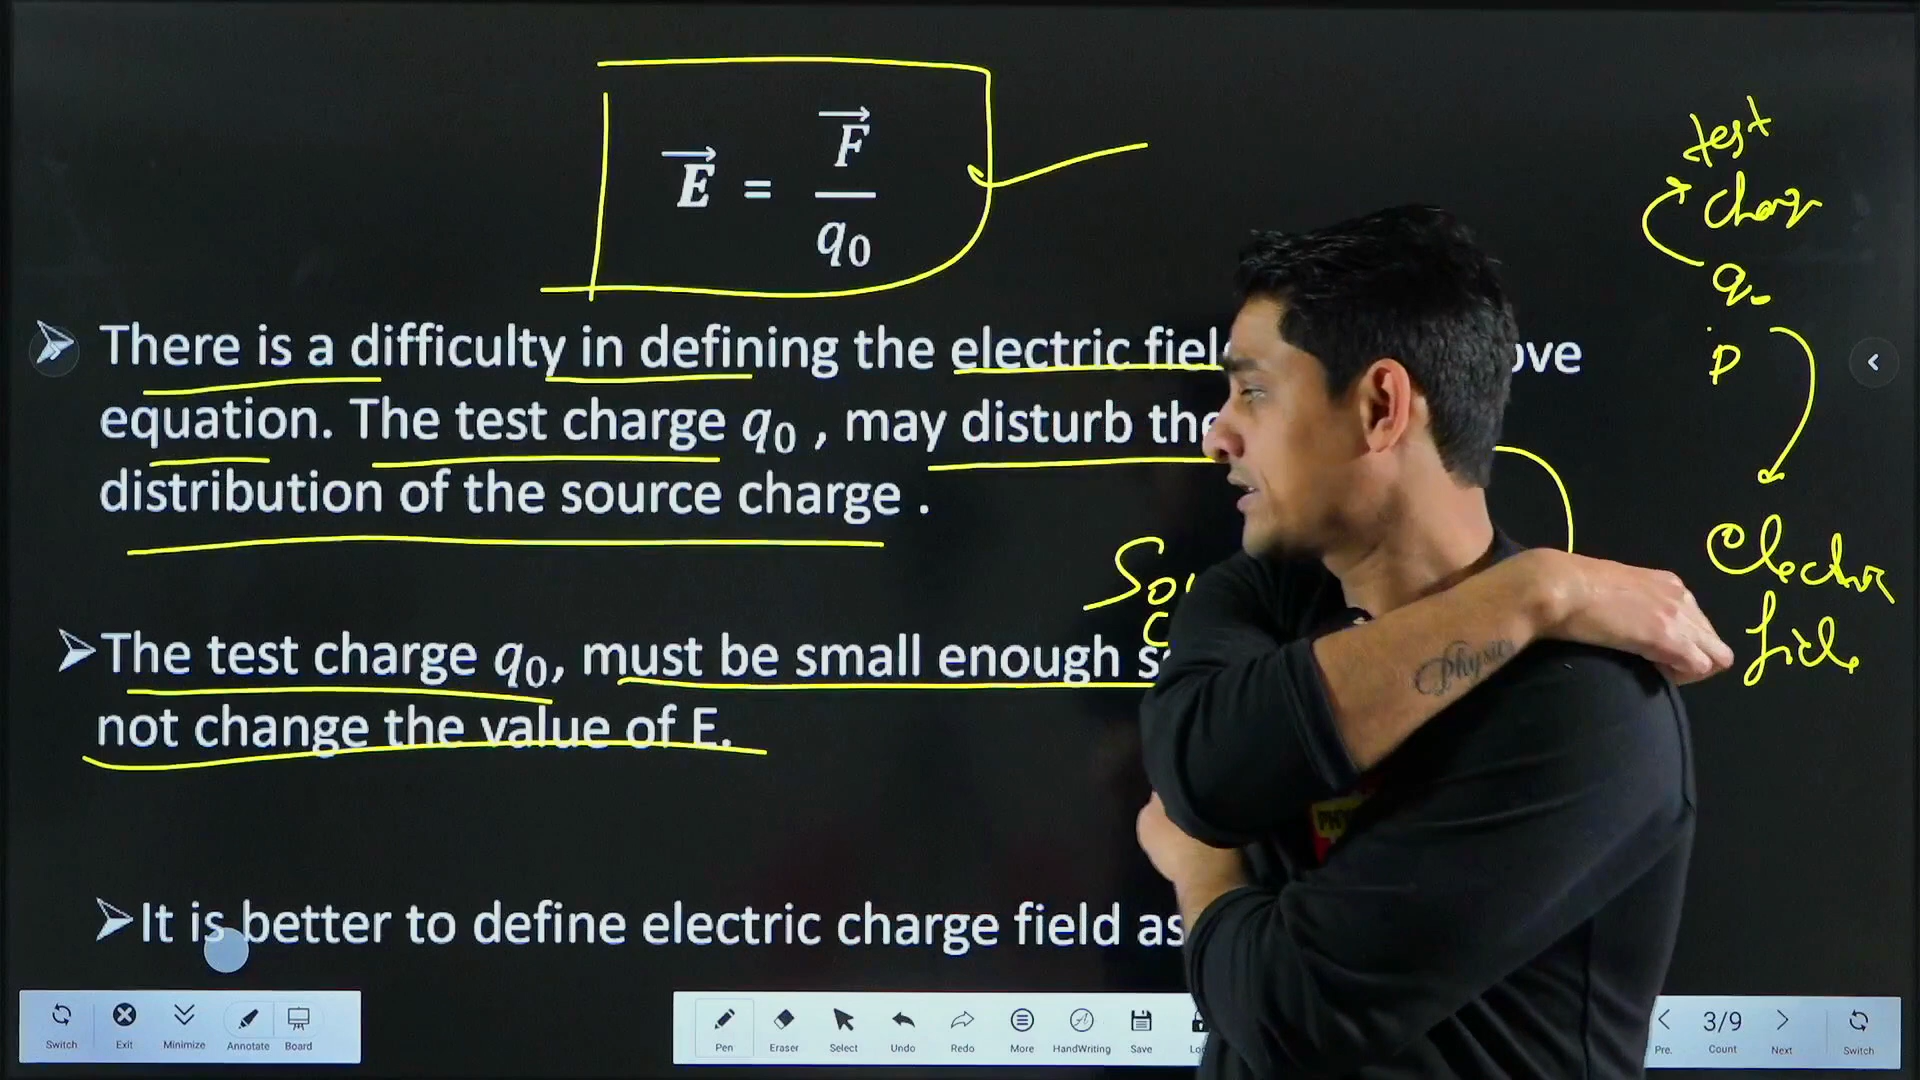 E = F
q0
There is a difficulty in defining the electric
equation. The test charge q0 , may disturb the
distribution of the source charge .
The test charge q0, must be small enough
not change the value of E.
It is better to define electric charge field as
test
charge
q0
P
Electric
field
Physics
Switch
Exit
Minimize
Annotate
Board
Pen
Eraser
Select
Undo
Redo
More
HandWriting
Save
Pre.
3/9
Count
Next
Switch